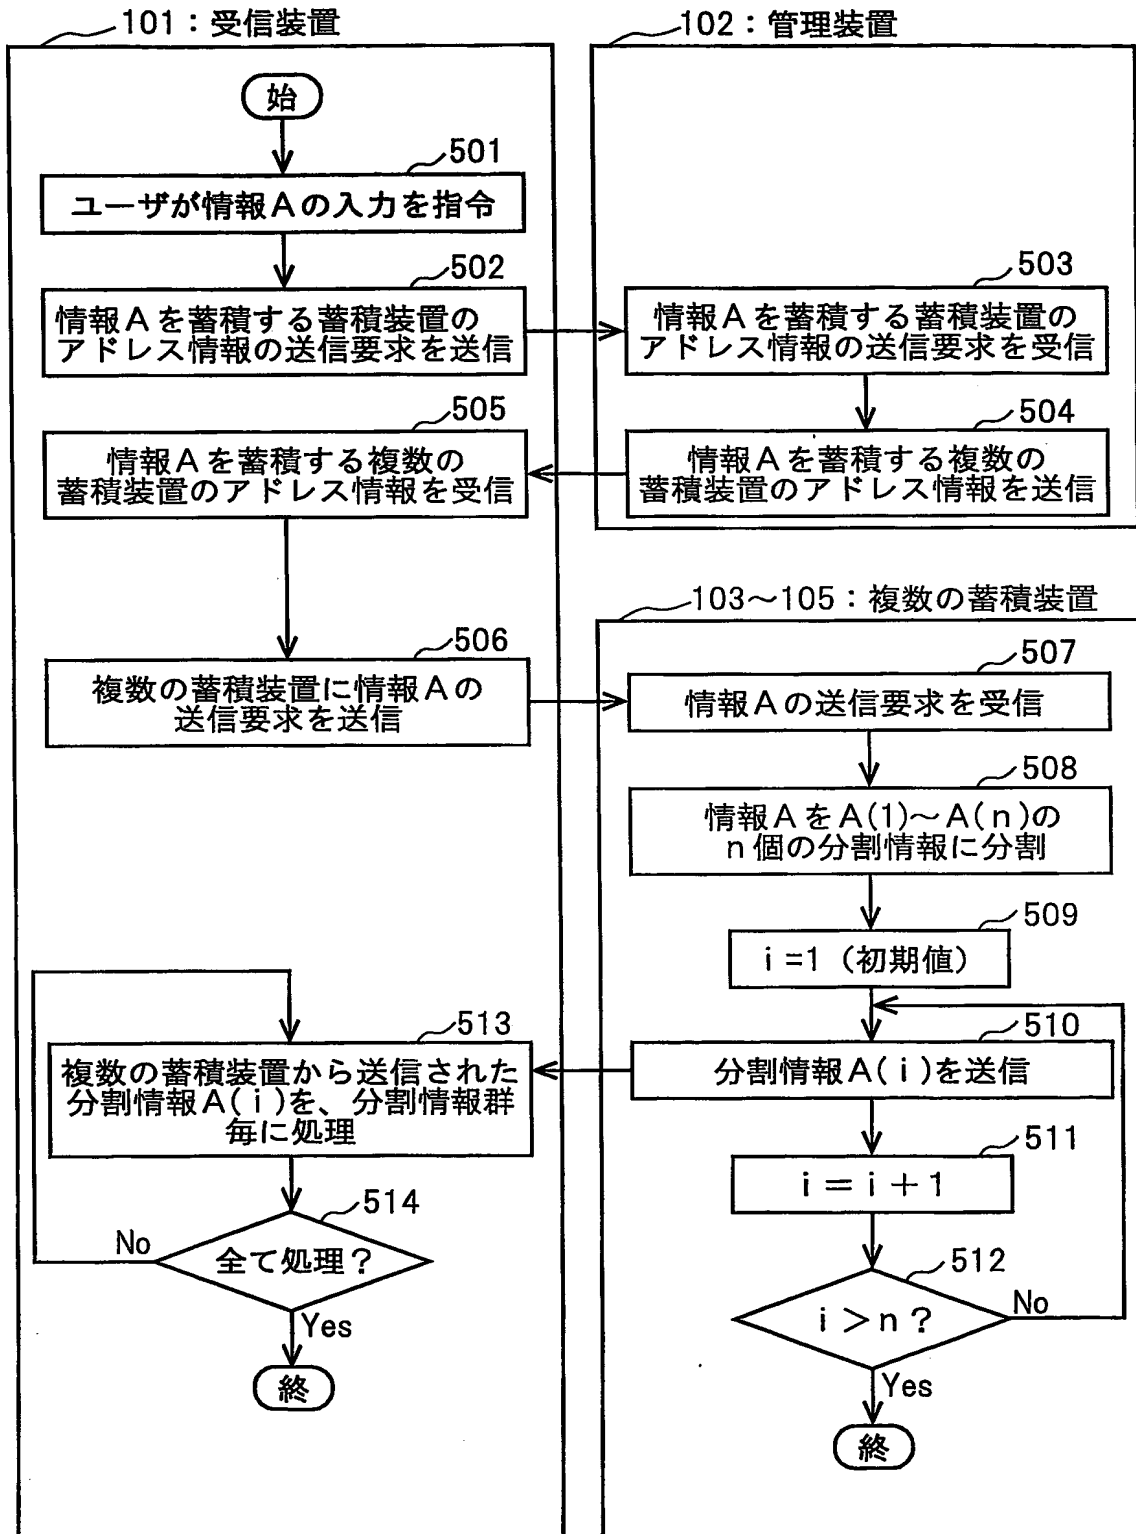 101：受信装置
始
501
ユーザが情報Aの入力を指令
502
情報Aを蓄積する蓄積装置の
アドレス情報の送信要求を送信
505
情報Aを蓄積する複数の
蓄積装置のアドレス情報を受信
506
複数の蓄積装置に情報Aの
送信要求を送信
513
複数の蓄積装置から送信された
分割情報A(i)を、分割情報群
毎に処理
514
全て処理？
No
Yes
終
102：管理装置
503
情報Aを蓄積する蓄積装置の
アドレス情報の送信要求を受信
504
情報Aを蓄積する複数の
蓄積装置のアドレス情報を送信
103～105：複数の蓄積装置
507
情報Aの送信要求を受信
508
情報AをA(1)～A(n)の
n個の分割情報に分割
509
i=1（初期値）
510
分割情報A(i)を送信
511
i＝i＋1
512
i＞n？
No
Yes
終